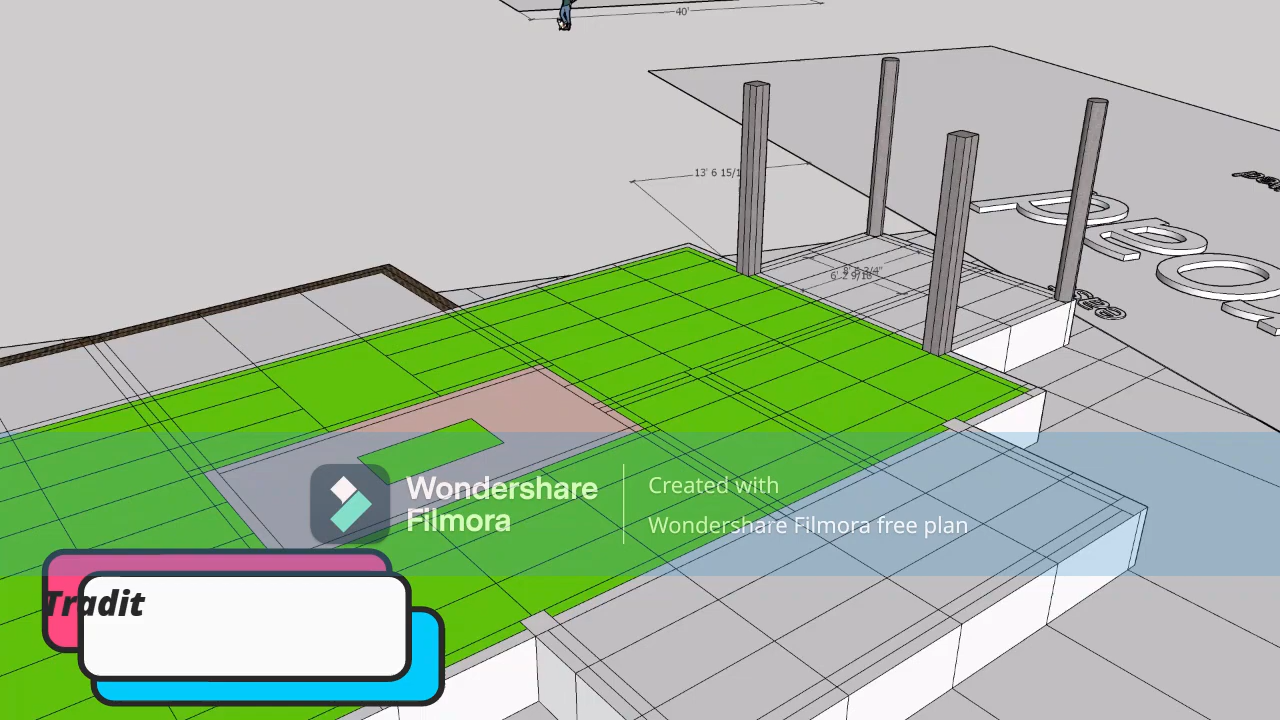 40'
13' 6 15/1
Wondershare
Filmora
Created with
Wondershare Filmora free plan
Tradit